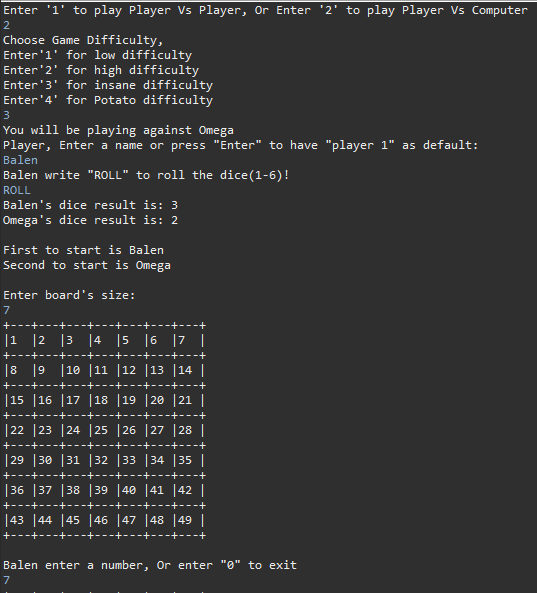 Enter '1' to play Player Vs Player, Or Enter '2' to play Player Vs Computer
2
Choose Game Difficulty,
Enter'1' for low difficulty
Enter'2' for high difficulty
Enter'3' for insane difficulty
Enter'4' for Potato difficulty
3
You will be playing against Omega
Player, Enter a name or press "Enter" to have "player 1" as default:
Balen
Balen write "ROLL" to roll the dice(1-6)!
ROLL
Balen's dice result is: 3
Omega's dice result is: 2
First to start is Balen
Second to start is Omega
Enter board's size:
7
+---+---+---+---+---+---+---+
|1  |2  |3  |4  |5  |6  |7  |
+---+---+---+---+---+---+---+
|8  |9  |10 |11 |12 |13 |14 |
+---+---+---+---+---+---+---+
|15 |16 |17 |18 |19 |20 |21 |
+---+---+---+---+---+---+---+
|22 |23 |24 |25 |26 |27 |28 |
+---+---+---+---+---+---+---+
|29 |30 |31 |32 |33 |34 |35 |
+---+---+---+---+---+---+---+
|36 |37 |38 |39 |40 |41 |42 |
+---+---+---+---+---+---+---+
|43 |44 |45 |46 |47 |48 |49 |
+---+---+---+---+---+---+---+
Balen enter a number, Or enter "0" to exit
7